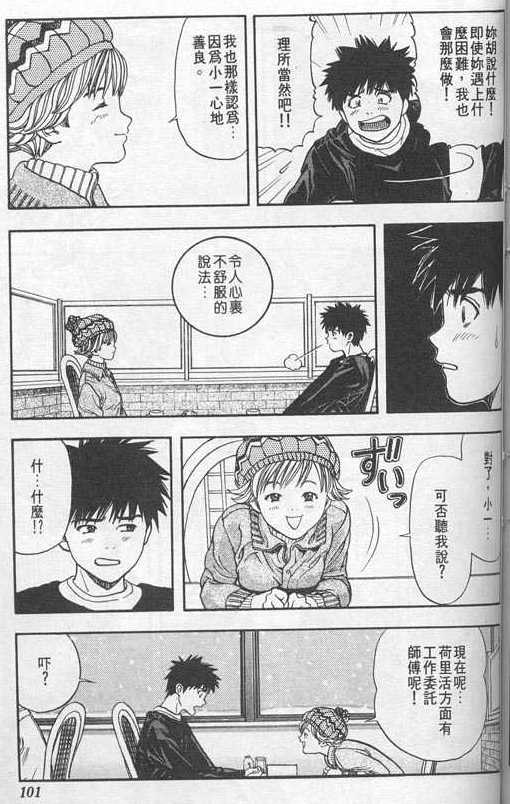 妳胡說什麼！
即使妳遇上什
麼困難，我也
會那麼做！
理所當然吧!!
我也那樣認為…
因為小一心地
善良。
令人心裏
不舒服的
說法…
對了，小一…
可否聽我說？
ずいっ
什…什麼!?
現在呢…
荷里活方面有
工作委託
師傅呢！
吓？
101